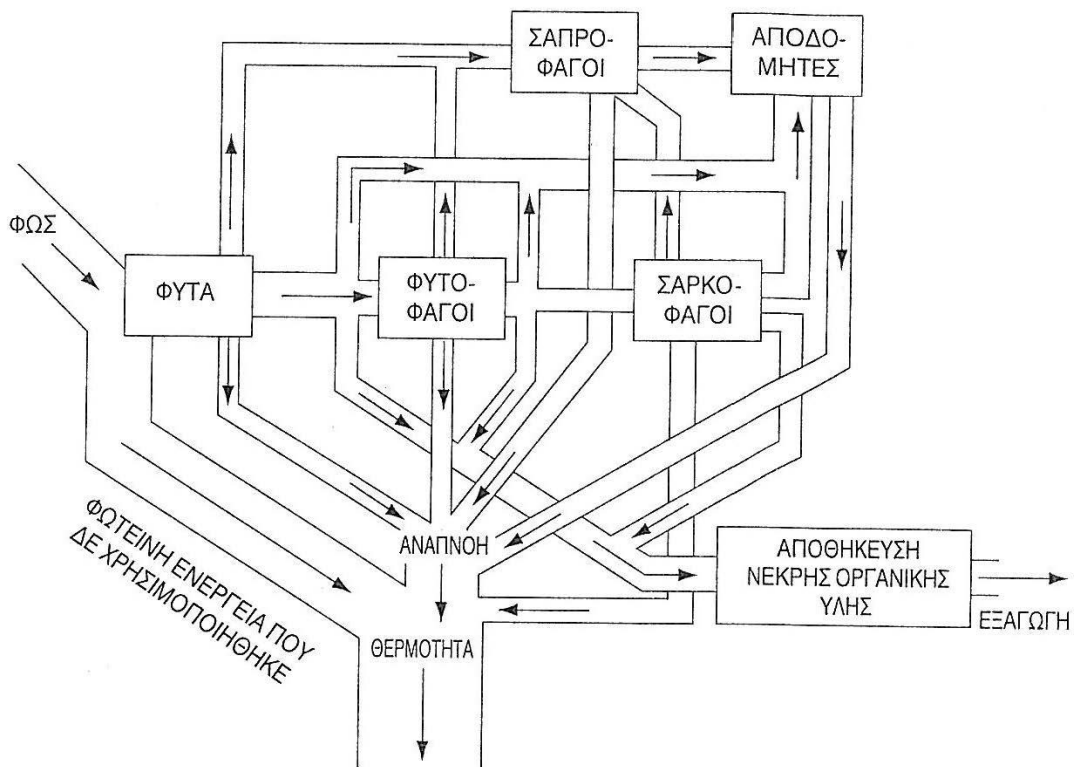 ΣΑΠΡΟ-
ΦΑΓΟΙ
ΑΠΟΔΟ-
ΜΗΤΕΣ
ΦΩΣ
ΦΥΤΑ
ΦΥΤΟ-
ΦΑΓΟΙ
ΣΑΡΚΟ-
ΦΑΓΟΙ
ΦΩΤΕΙΝΗ ΕΝΕΡΓΕΙΑ ΠΟΥ
ΔΕ ΧΡΗΣΙΜΟΠΟΙΗΘΗΚΕ
ΑΝΑΠΝΟΗ
ΘΕΡΜΟΤΗΤΑ
ΑΠΟΘΗΚΕΥΣΗ
ΝΕΚΡΗΣ ΟΡΓΑΝΙΚΗΣ
ΥΛΗΣ
ΕΞΑΓΩΓΗ